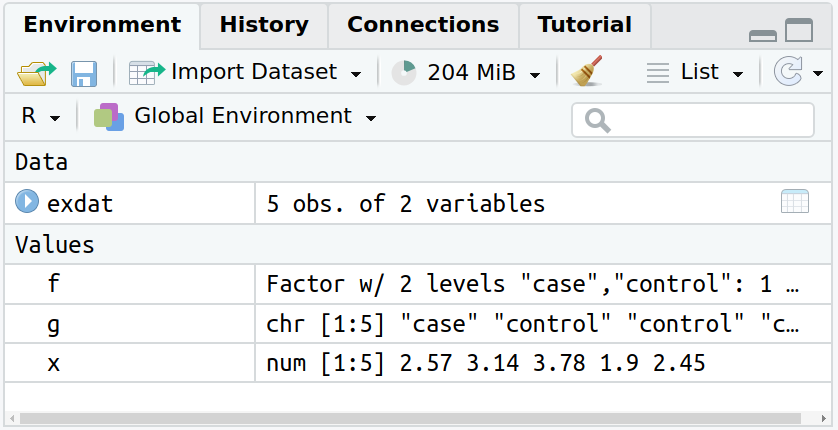 Environment History Connections Tutorial
Import Dataset 204 MiB List
R Global Environment
Data
exdat 5 obs. of 2 variables
Values
f Factor w/ 2 levels "case","control": 1 …
g chr [1:5] "case" "control" "control" "c…
x num [1:5] 2.57 3.14 3.78 1.9 2.45